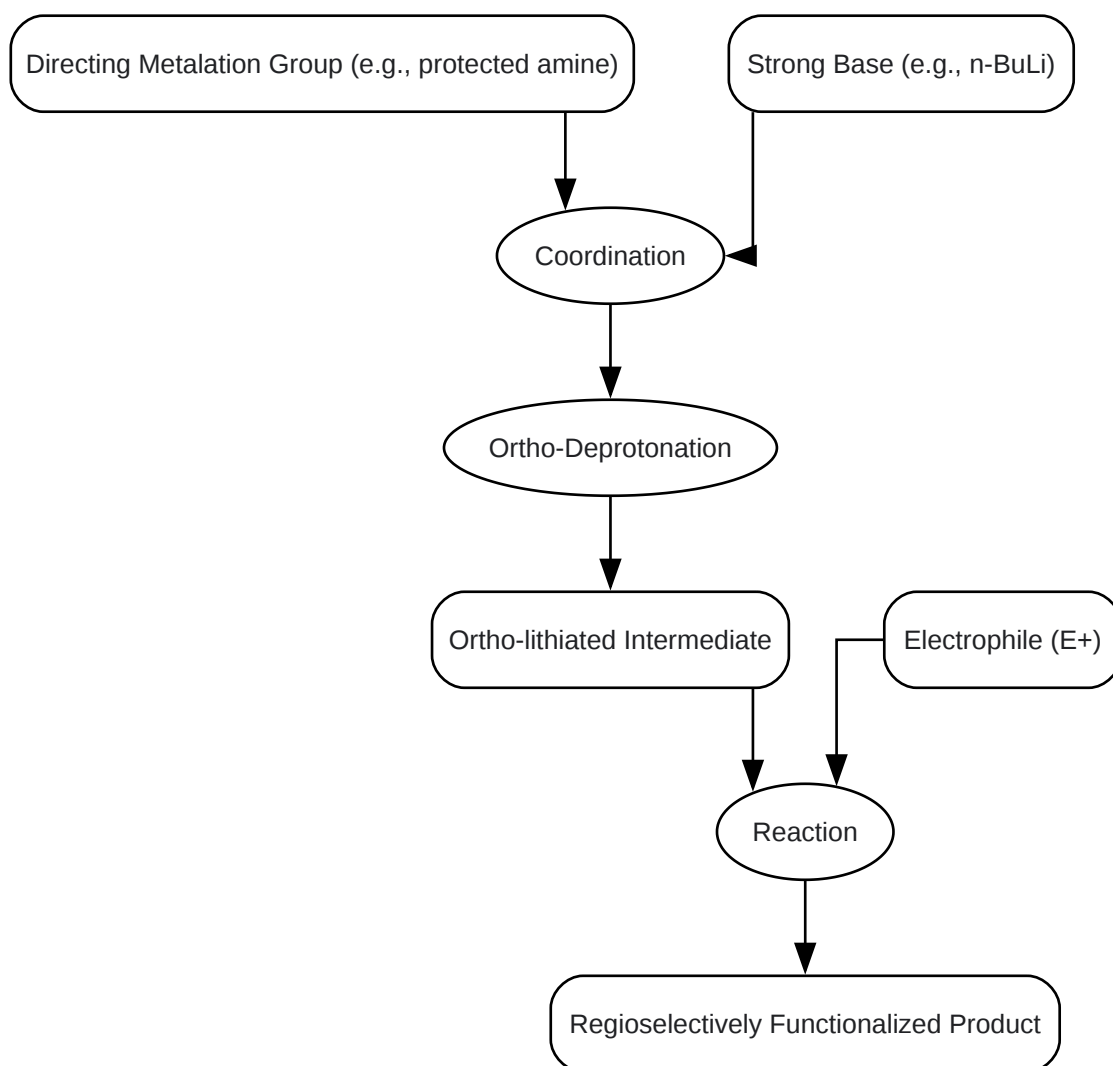 Directing Metalation Group (e.g., protected amine)
Strong Base (e.g., n-BuLi)
Coordination
Ortho-Deprotonation
Ortho-lithiated Intermediate
Electrophile (E+)
Reaction
Regioselectively Functionalized Product